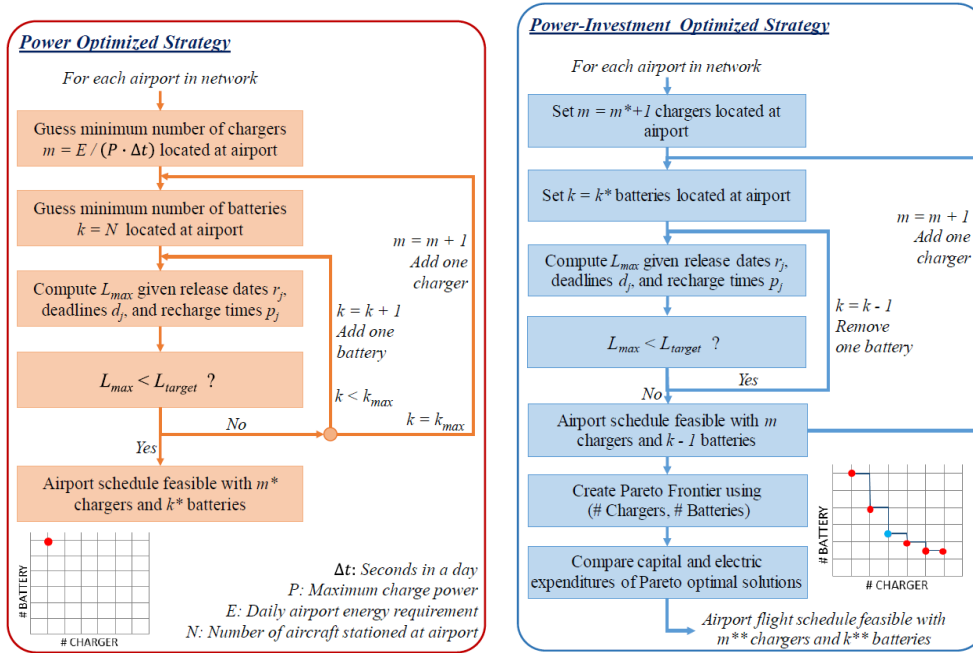 Power Optimized Strategy
For each airport in network
Guess minimum number of chargers
m = E / (P · Δt) located at airport
Guess minimum number of batteries
k = N located at airport
Compute Lmax given release dates rj,
deadlines dj, and recharge times pj
Lmax < Ltarget ?
No
Yes
k = k + 1
Add one
battery
k < kmax
m = m + 1
Add one
charger
k = kmax
Airport schedule feasible with m*
chargers and k* batteries
# BATTERY
# CHARGER
Δt: Seconds in a day
P: Maximum charge power
E: Daily airport energy requirement
N: Number of aircraft stationed at airport
Power-Investment Optimized Strategy
For each airport in network
Set m = m*+1 chargers located at
airport
Set k = k* batteries located at airport
Compute Lmax given release dates rj,
deadlines dj, and recharge times pj
Lmax < Ltarget ?
No
Yes
k = k - 1
Remove
one battery
m = m + 1
Add one
charger
Airport schedule feasible with m
chargers and k - 1 batteries
Create Pareto Frontier using
(# Chargers, # Batteries)
Compare capital and electric
expenditures of Pareto optimal solutions
# BATTERY
# CHARGER
Airport flight schedule feasible with
m** chargers and k** batteries